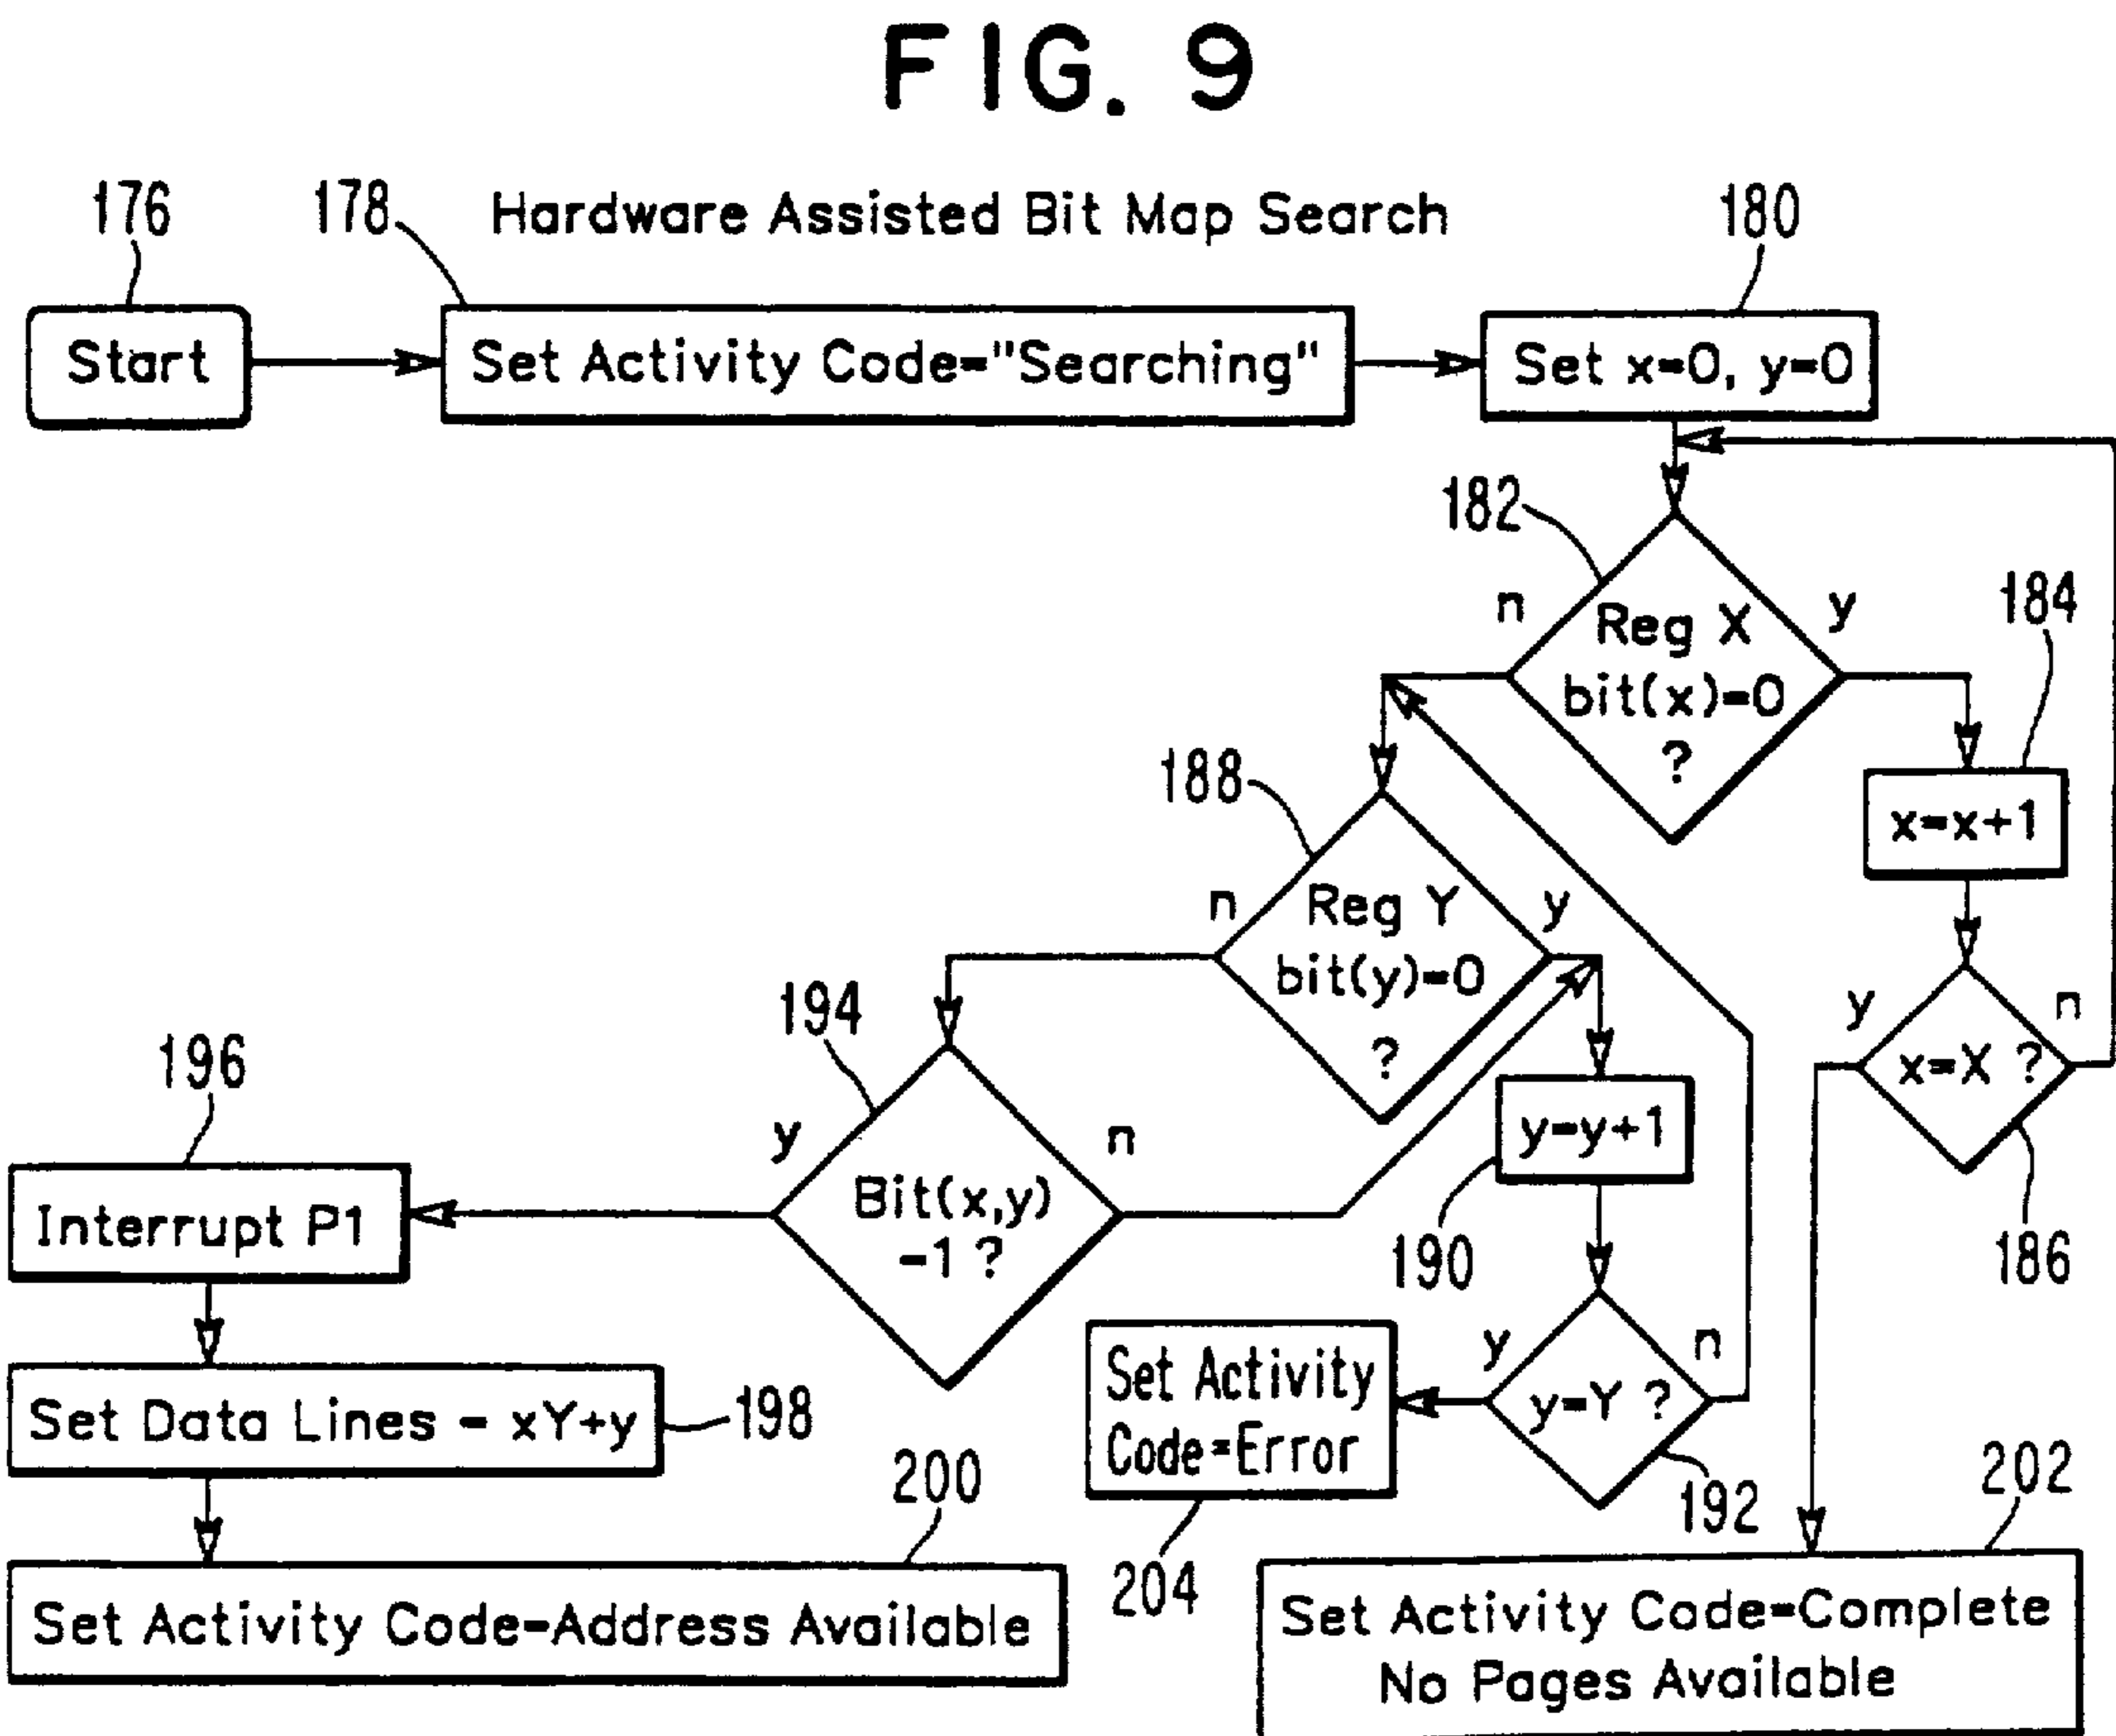 FIG. 9
Hardware Assisted Bit Map Search
176
178
180
Start
Set Activity Code="Searching"
Set x=0, y=0
182
n
Reg X
bit(x)=0
?
y
184
x=x+1
188
n
Reg Y
bit(y)=0
?
y
y
x=X ?
n
186
194
y
Bit(x,y)
-1 ?
n
y=y+1
190
196
Interrupt P1
y
y=Y ?
n
192
Set Activity
Code=Error
204
Set Data Lines - xY+y
198
200
Set Activity Code-Address Available
202
Set Activity Code=Complete
No Pages Available